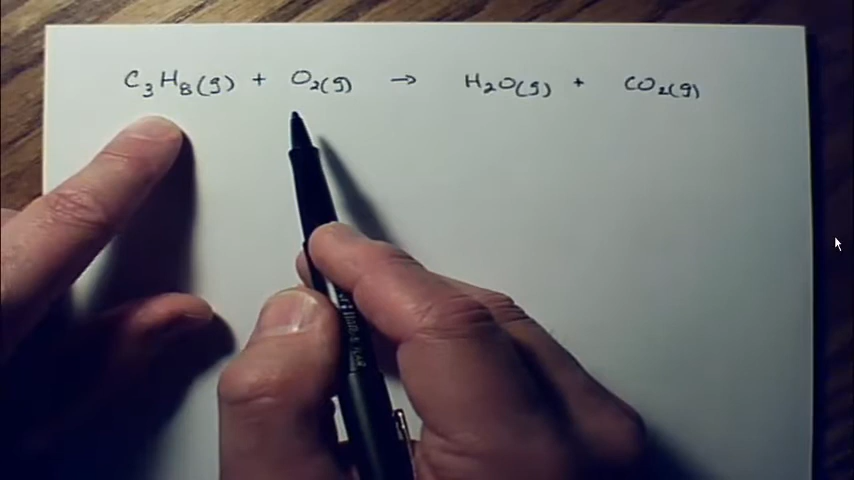 C₃H₈(g) + O₂(g) → H₂O(g) + CO₂(g)